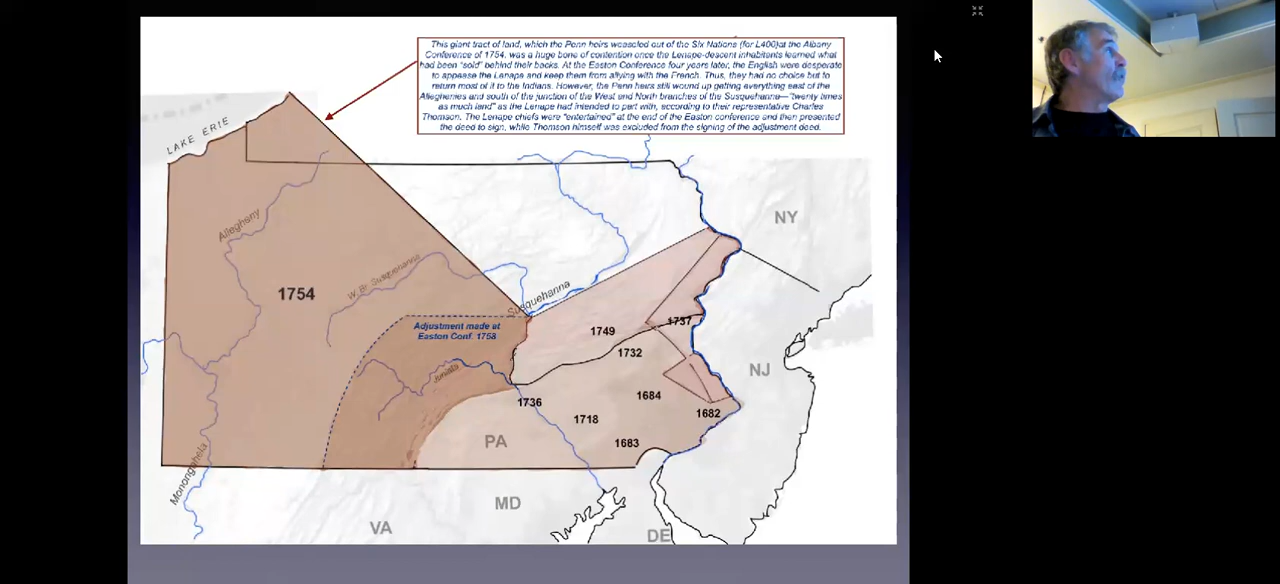 This giant tract of land, which the Penn heirs weaseled out of the Six Nations (for L400)at the Albany
Conference of 1754, was a huge bone of contention once the Lenape-descent inhabitants learned what
had been "sold" behind their backs. At the Easton Conference four years later, the English were desperate
to appease the Lenape and keep them from allying with the French. Thus, they had no choice but to
return most of it to the Indians. However, the Penn heirs still wound up getting everything east of the
Alleghenies and south of the junction of the West and North branches of the Susquehanna—"twenty times
as much land" as the Lenape had intended to part with, according to their representative Charles
Thomson. The Lenape chiefs were "entertained" at the end of the Easton conference and then presented
the deed to sign, while Thomson himself was excluded from the signing of the adjustment deed.
LAKE ERIE
Allegheny
NY
W. Br. Susquehanna
1754
Susquehanna
Adjustment made at
Easton Conf. 1758
1749
1737
1732
Juniata
NJ
1736
1684
1718
1682
PA
1683
Monongahela
MD
VA
DE